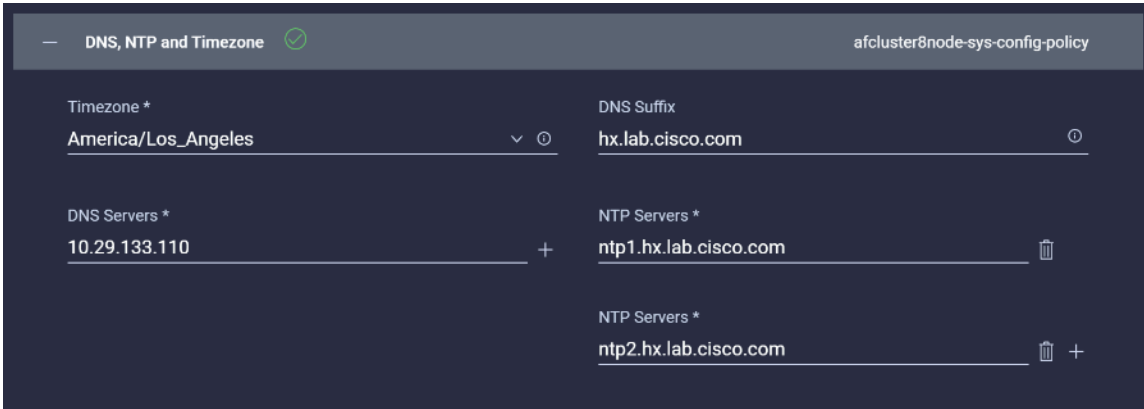 DNS, NTP and Timezone
afcluster8node-sys-config-policy
Timezone *
America/Los_Angeles
DNS Suffix
hx.lab.cisco.com
DNS Servers *
10.29.133.110
NTP Servers *
ntp1.hx.lab.cisco.com
NTP Servers *
ntp2.hx.lab.cisco.com